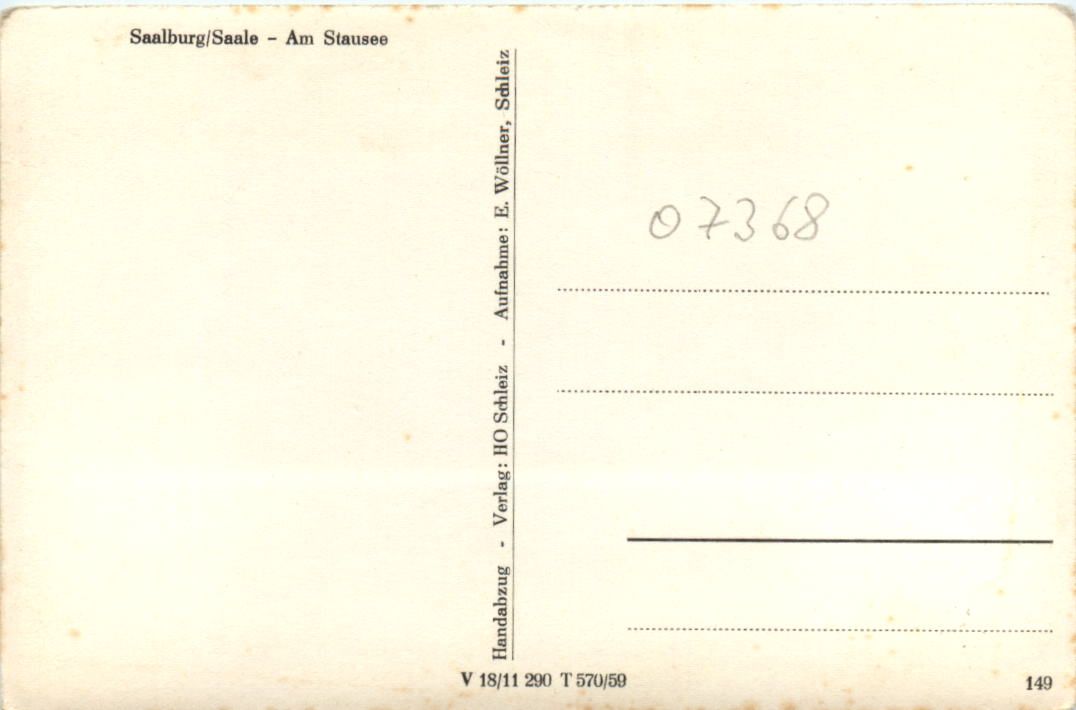 Saalburg/Saale - Am Stausee
Handabzug - Verlag: HO Schleiz - Aufnahme: E. Wöllner, Schleiz
07368
V 18/11 290 T 570/59
149